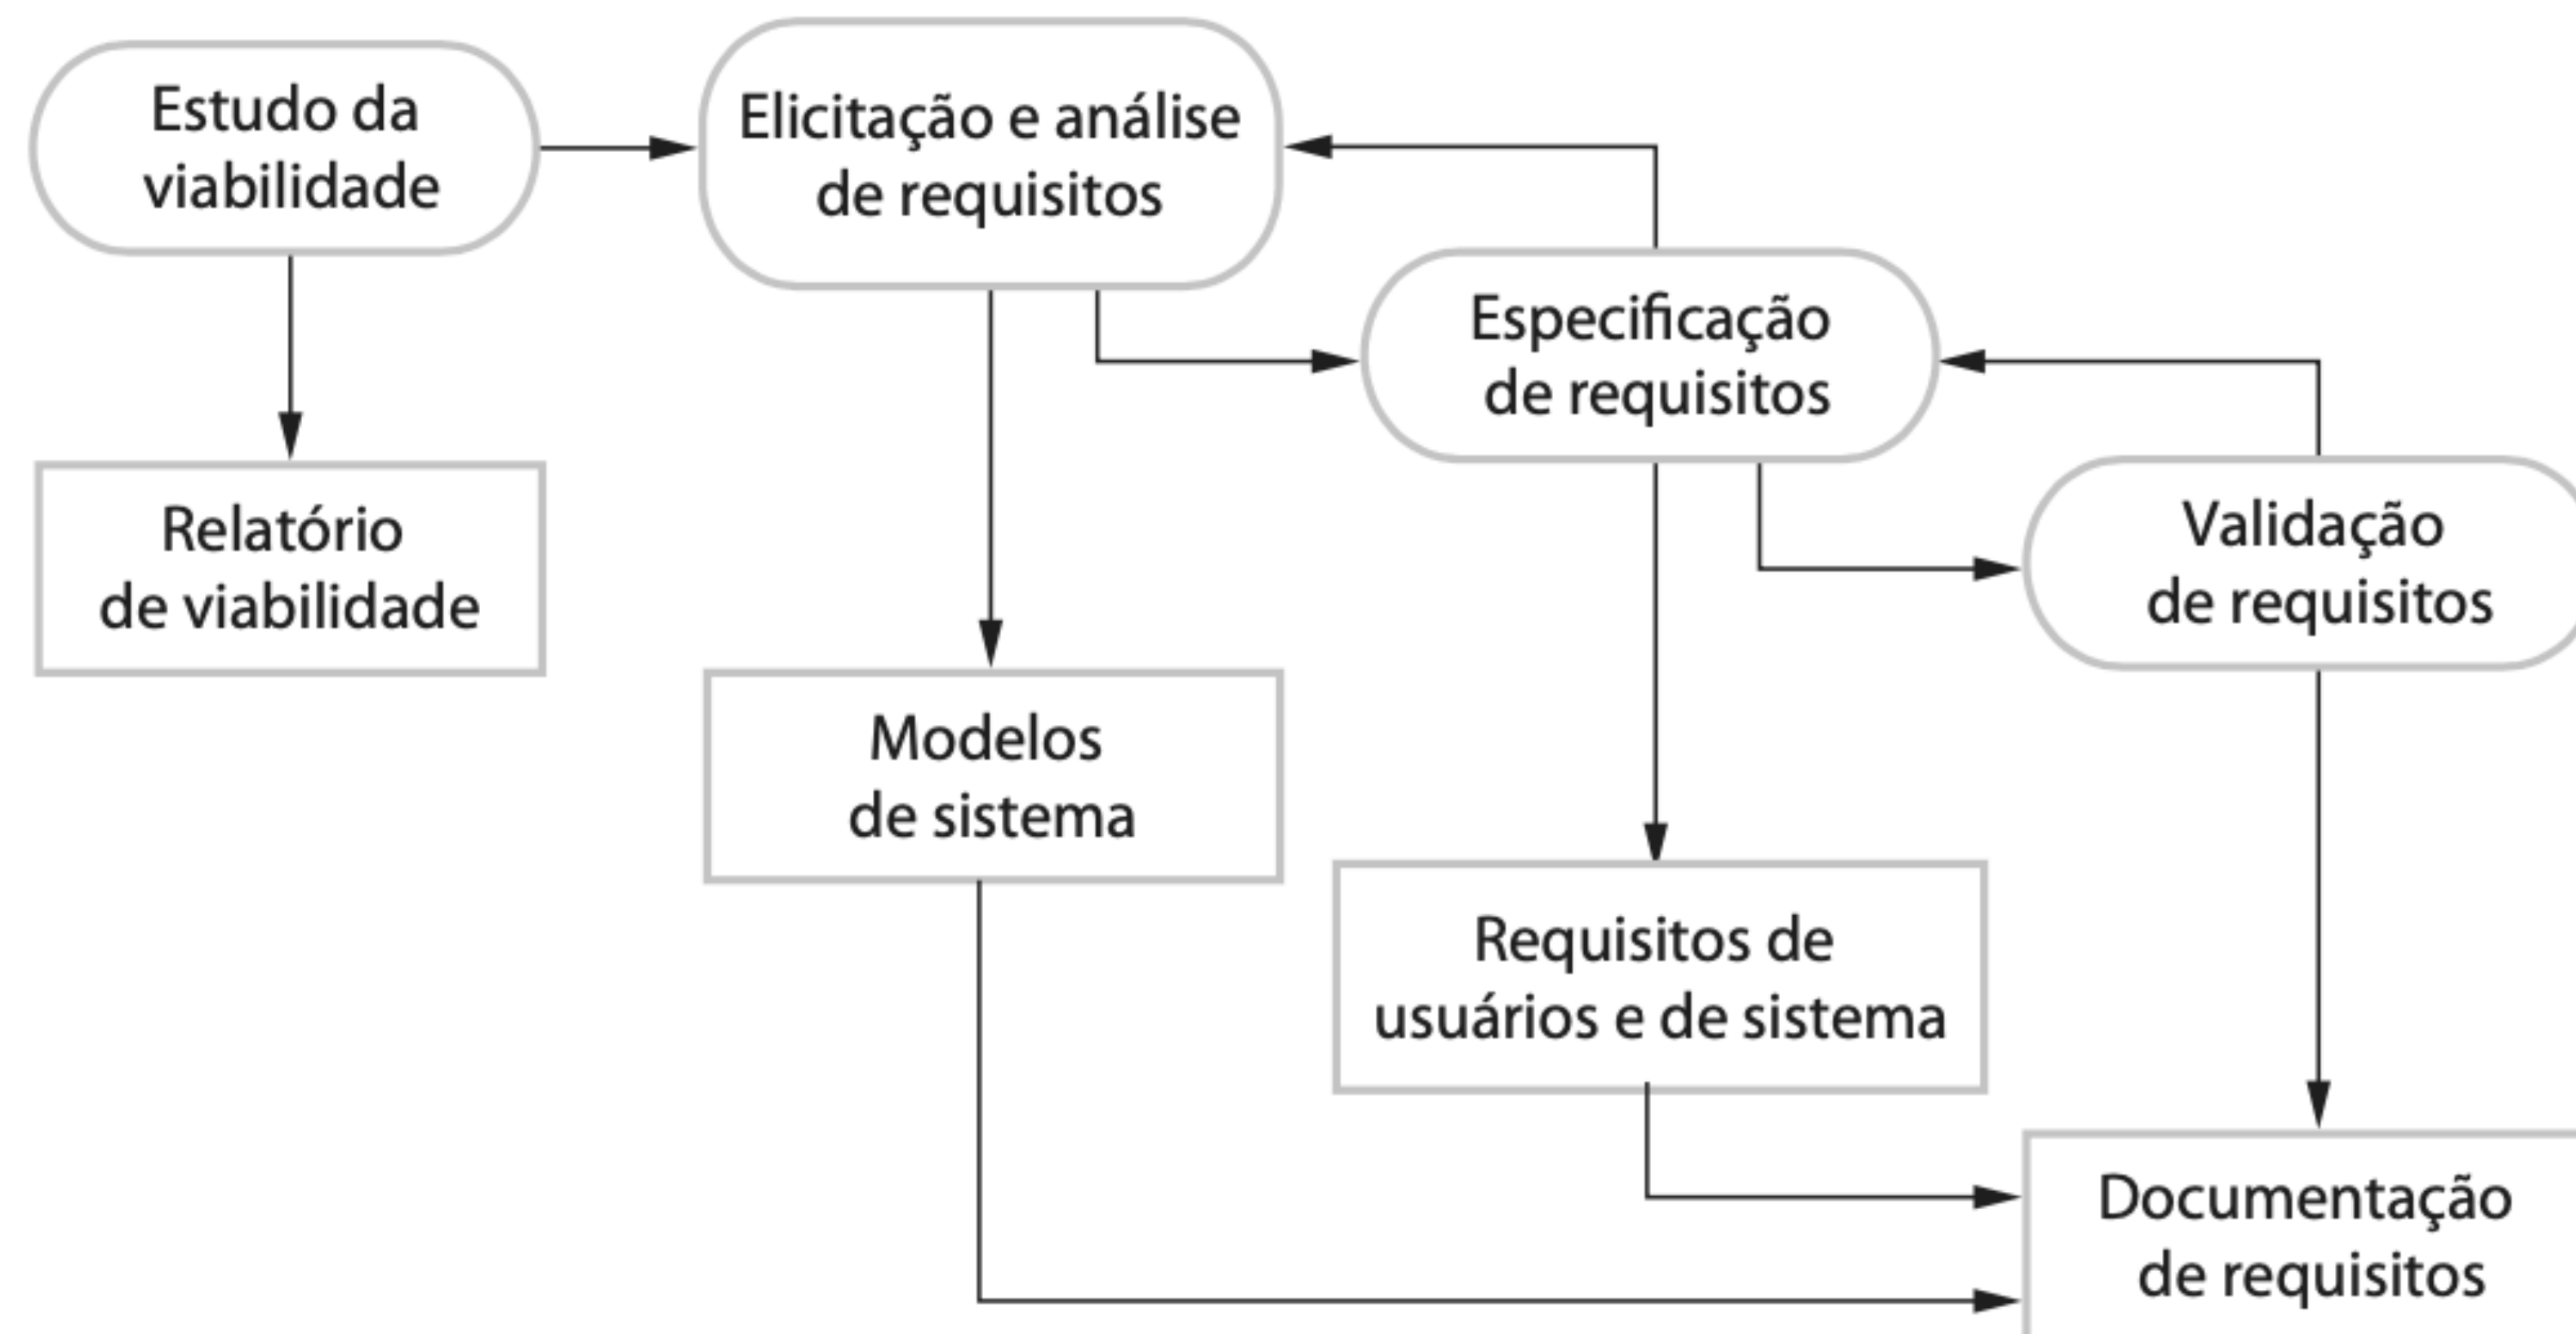 Estudo da
viabilidade
Elicitação e análise
de requisitos
Especificação
de requisitos
Validação
de requisitos
Relatório
de viabilidade
Modelos
de sistema
Requisitos de
usuários e de sistema
Documentação
de requisitos